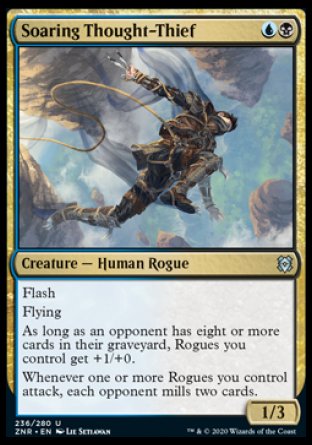 Soaring Thought-Thief
Creature — Human Rogue
Flash
Flying
As long as an opponent has eight or more
cards in their graveyard, Rogues you
control get +1/+0.
Whenever one or more Rogues you control
attack, each opponent mills two cards.
1/3
236/280 U
ZNR • EN Lie Setiawan
™ & © 2020 Wizards of the Coast